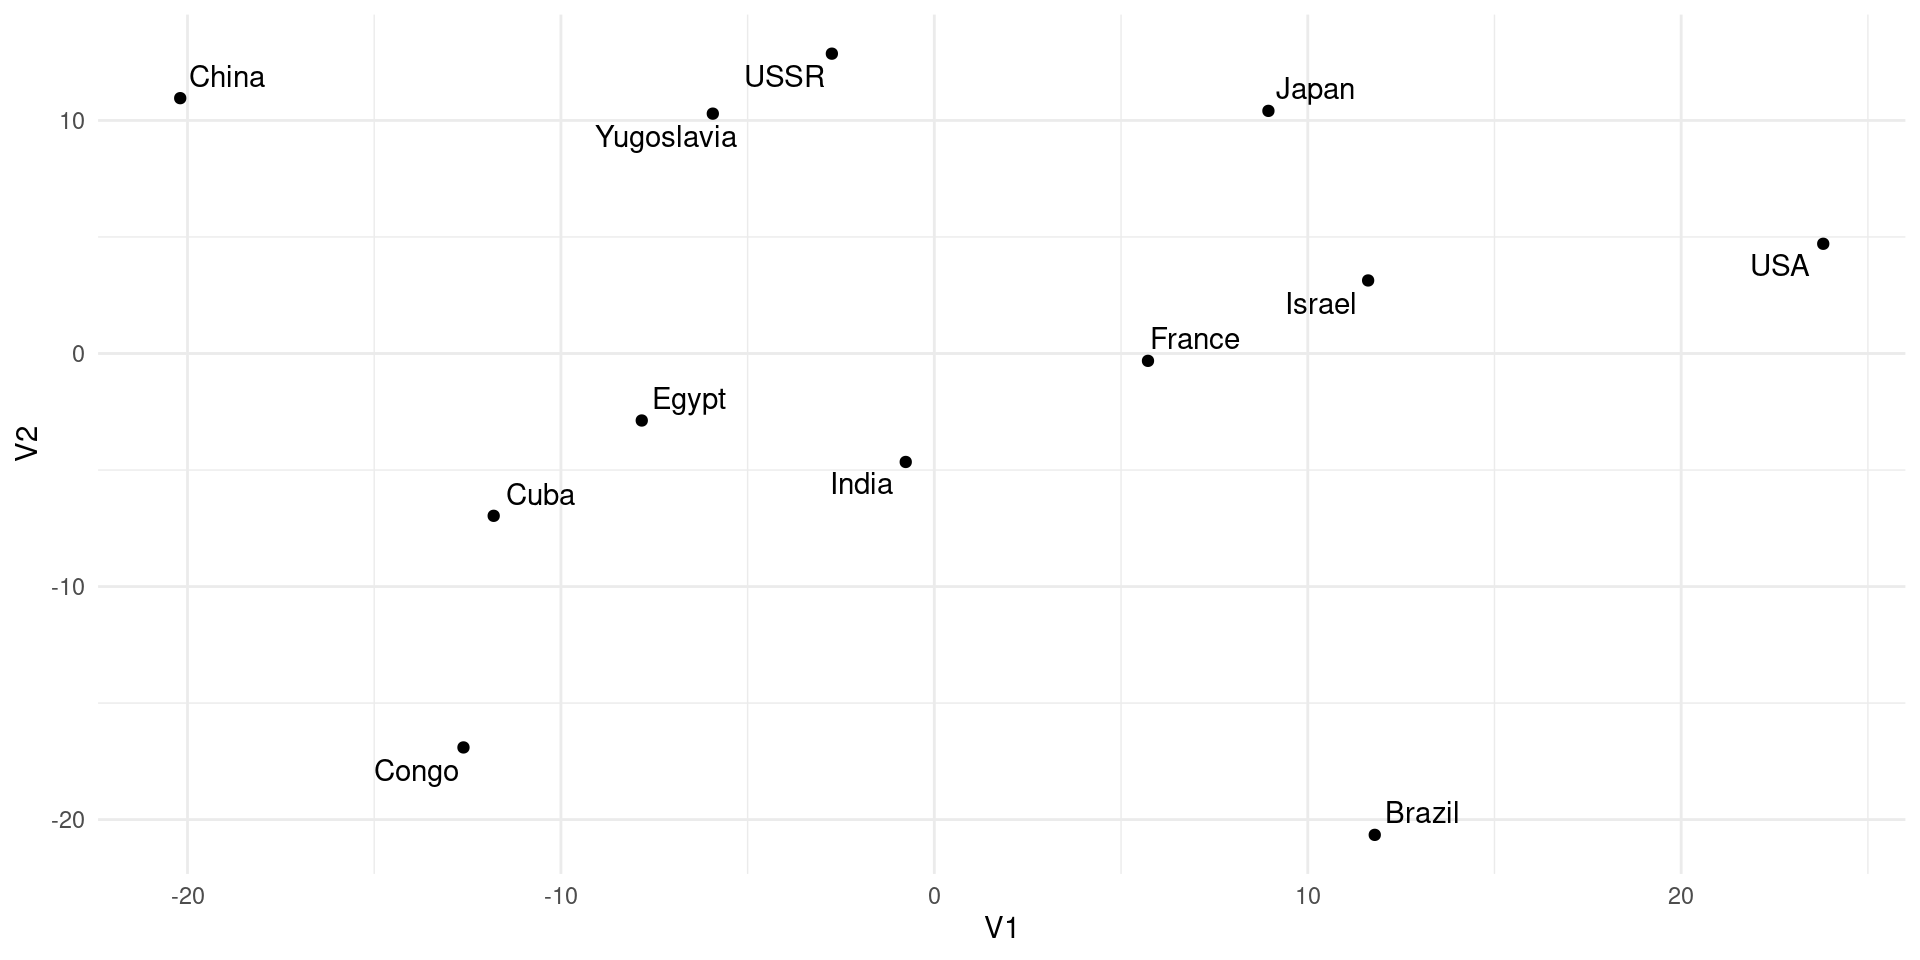 China
USSR
Japan
10
Yugoslavia
USA
Israel
France
0
Egypt
V2
India
Cuba
-10
Congo
Brazil
-20
-20 -10 0 10 20
V1